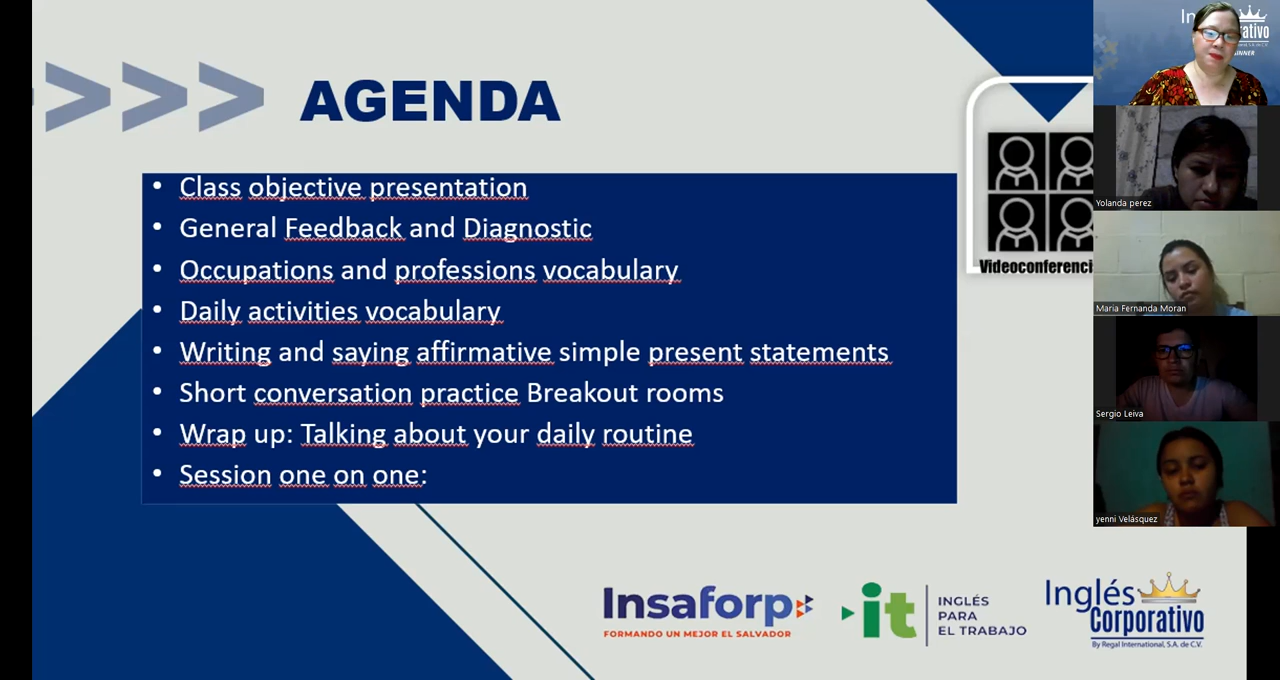 AGENDA
• Class objective presentation
• General Feedback and Diagnostic
• Occupations and professions vocabulary
• Daily activities vocabulary
• Writing and saying affirmative simple present statements
• Short conversation practice Breakout rooms
• Wrap up: Talking about your daily routine
• Session one on one:
Videoconferenci
Yolanda perez
Maria Fernanda Moran
Sergio Leiva
yenni Velásquez
Insaforp
FORMANDO UN MEJOR EL SALVADOR
it
INGLÉS
PARA
EL TRABAJO
Inglés
Corporativo
By Regal International, S.A. de C.V.